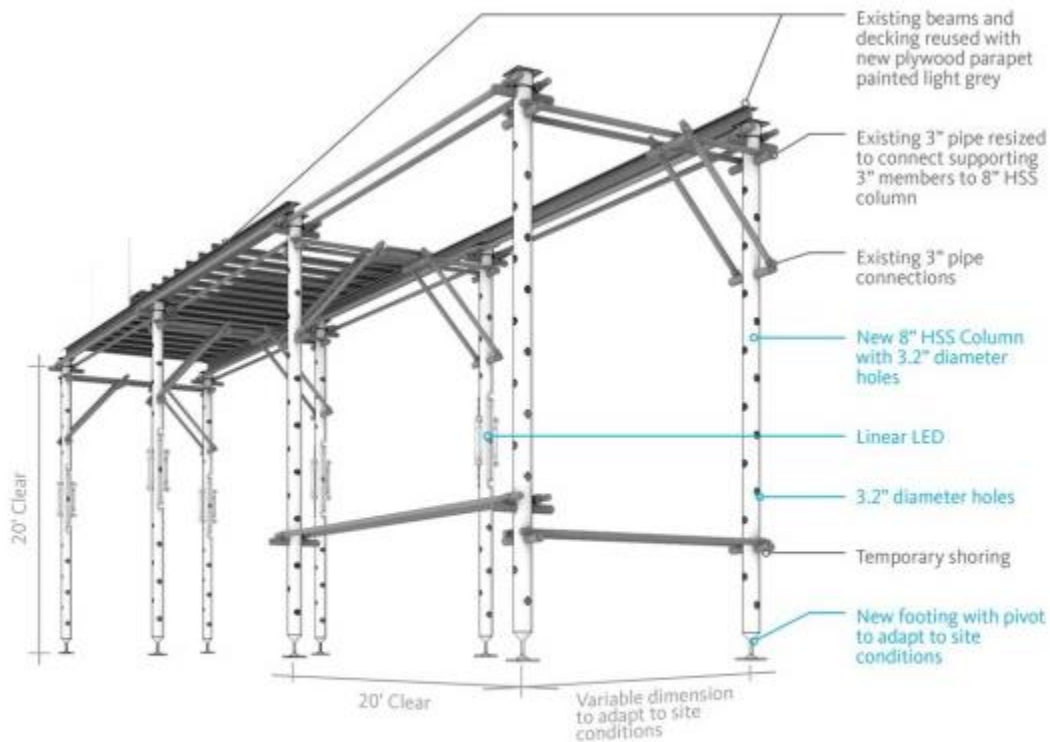 Existing beams and
decking reused with
new plywood parapet
painted light grey
Existing 3" pipe resized
to connect supporting
3" members to 8" HSS
column
Existing 3" pipe
connections
New 8" HSS Column
with 3.2" diameter
holes
Linear LED
3.2" diameter holes
Temporary shoring
New footing with pivot
to adapt to site
conditions
20' Clear
20' Clear
Variable dimension
to adapt to site
conditions